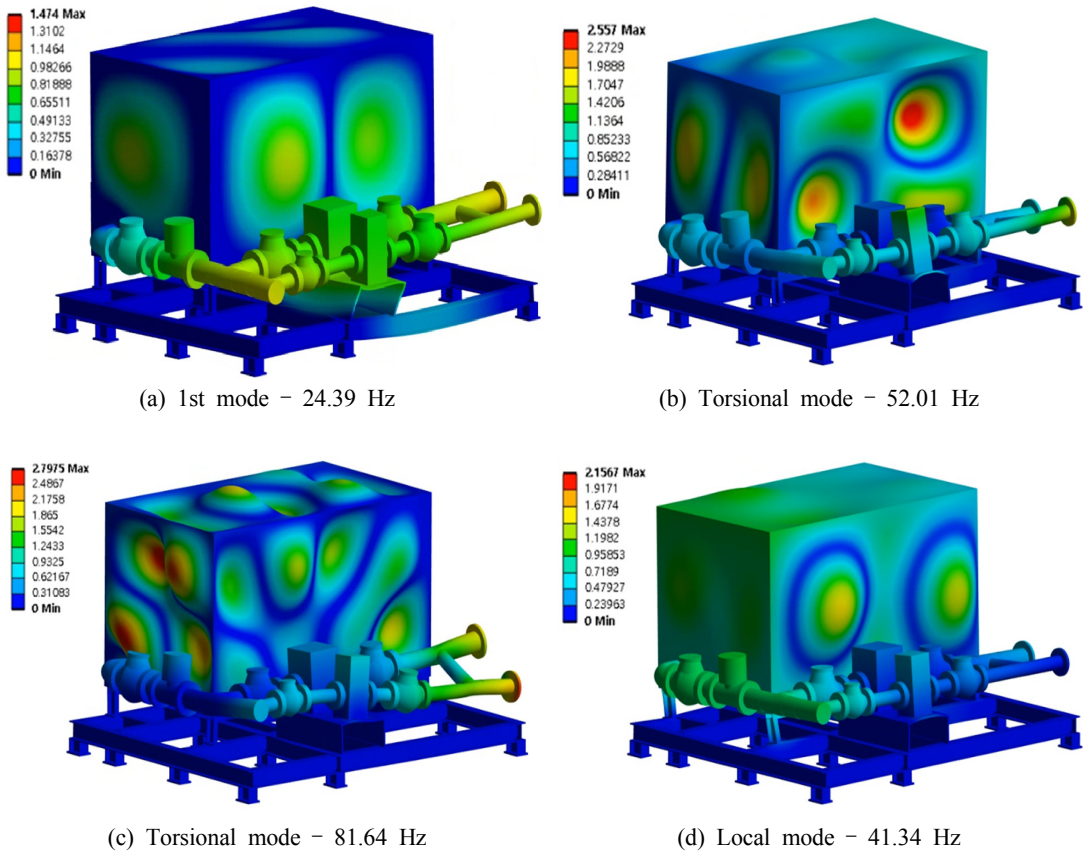 1.474 Max
1.3102
1.1464
0.98266
0.81888
0.65511
0.49133
0.32755
0.16378
0 Min
2.557 Max
2.2729
1.9888
1.7047
1.4206
1.1364
0.85233
0.56822
0.28411
0 Min
(a) 1st mode - 24.39 Hz
(b) Torsional mode - 52.01 Hz
2.7975 Max
2.4867
2.1758
1.865
1.5542
1.2433
0.9325
0.62167
0.31083
0 Min
2.1567 Max
1.9171
1.6774
1.4378
1.1982
0.95853
0.7189
0.47927
0.23963
0 Min
(c) Torsional mode - 81.64 Hz
(d) Local mode - 41.34 Hz